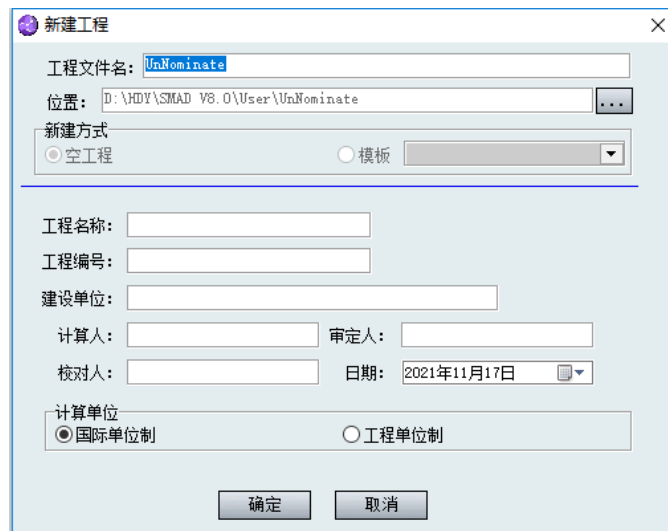 新建工程
工程文件名: UnNominate
位置: D:\HDY\SMAD V8.0\User\UnNominate ...
新建方式
空工程 模板
工程名称:
工程编号:
建设单位:
计算人: 审定人:
核对人: 日期: 2021年11月17日
计算单位
国际单位制 工程单位制
确定 取消